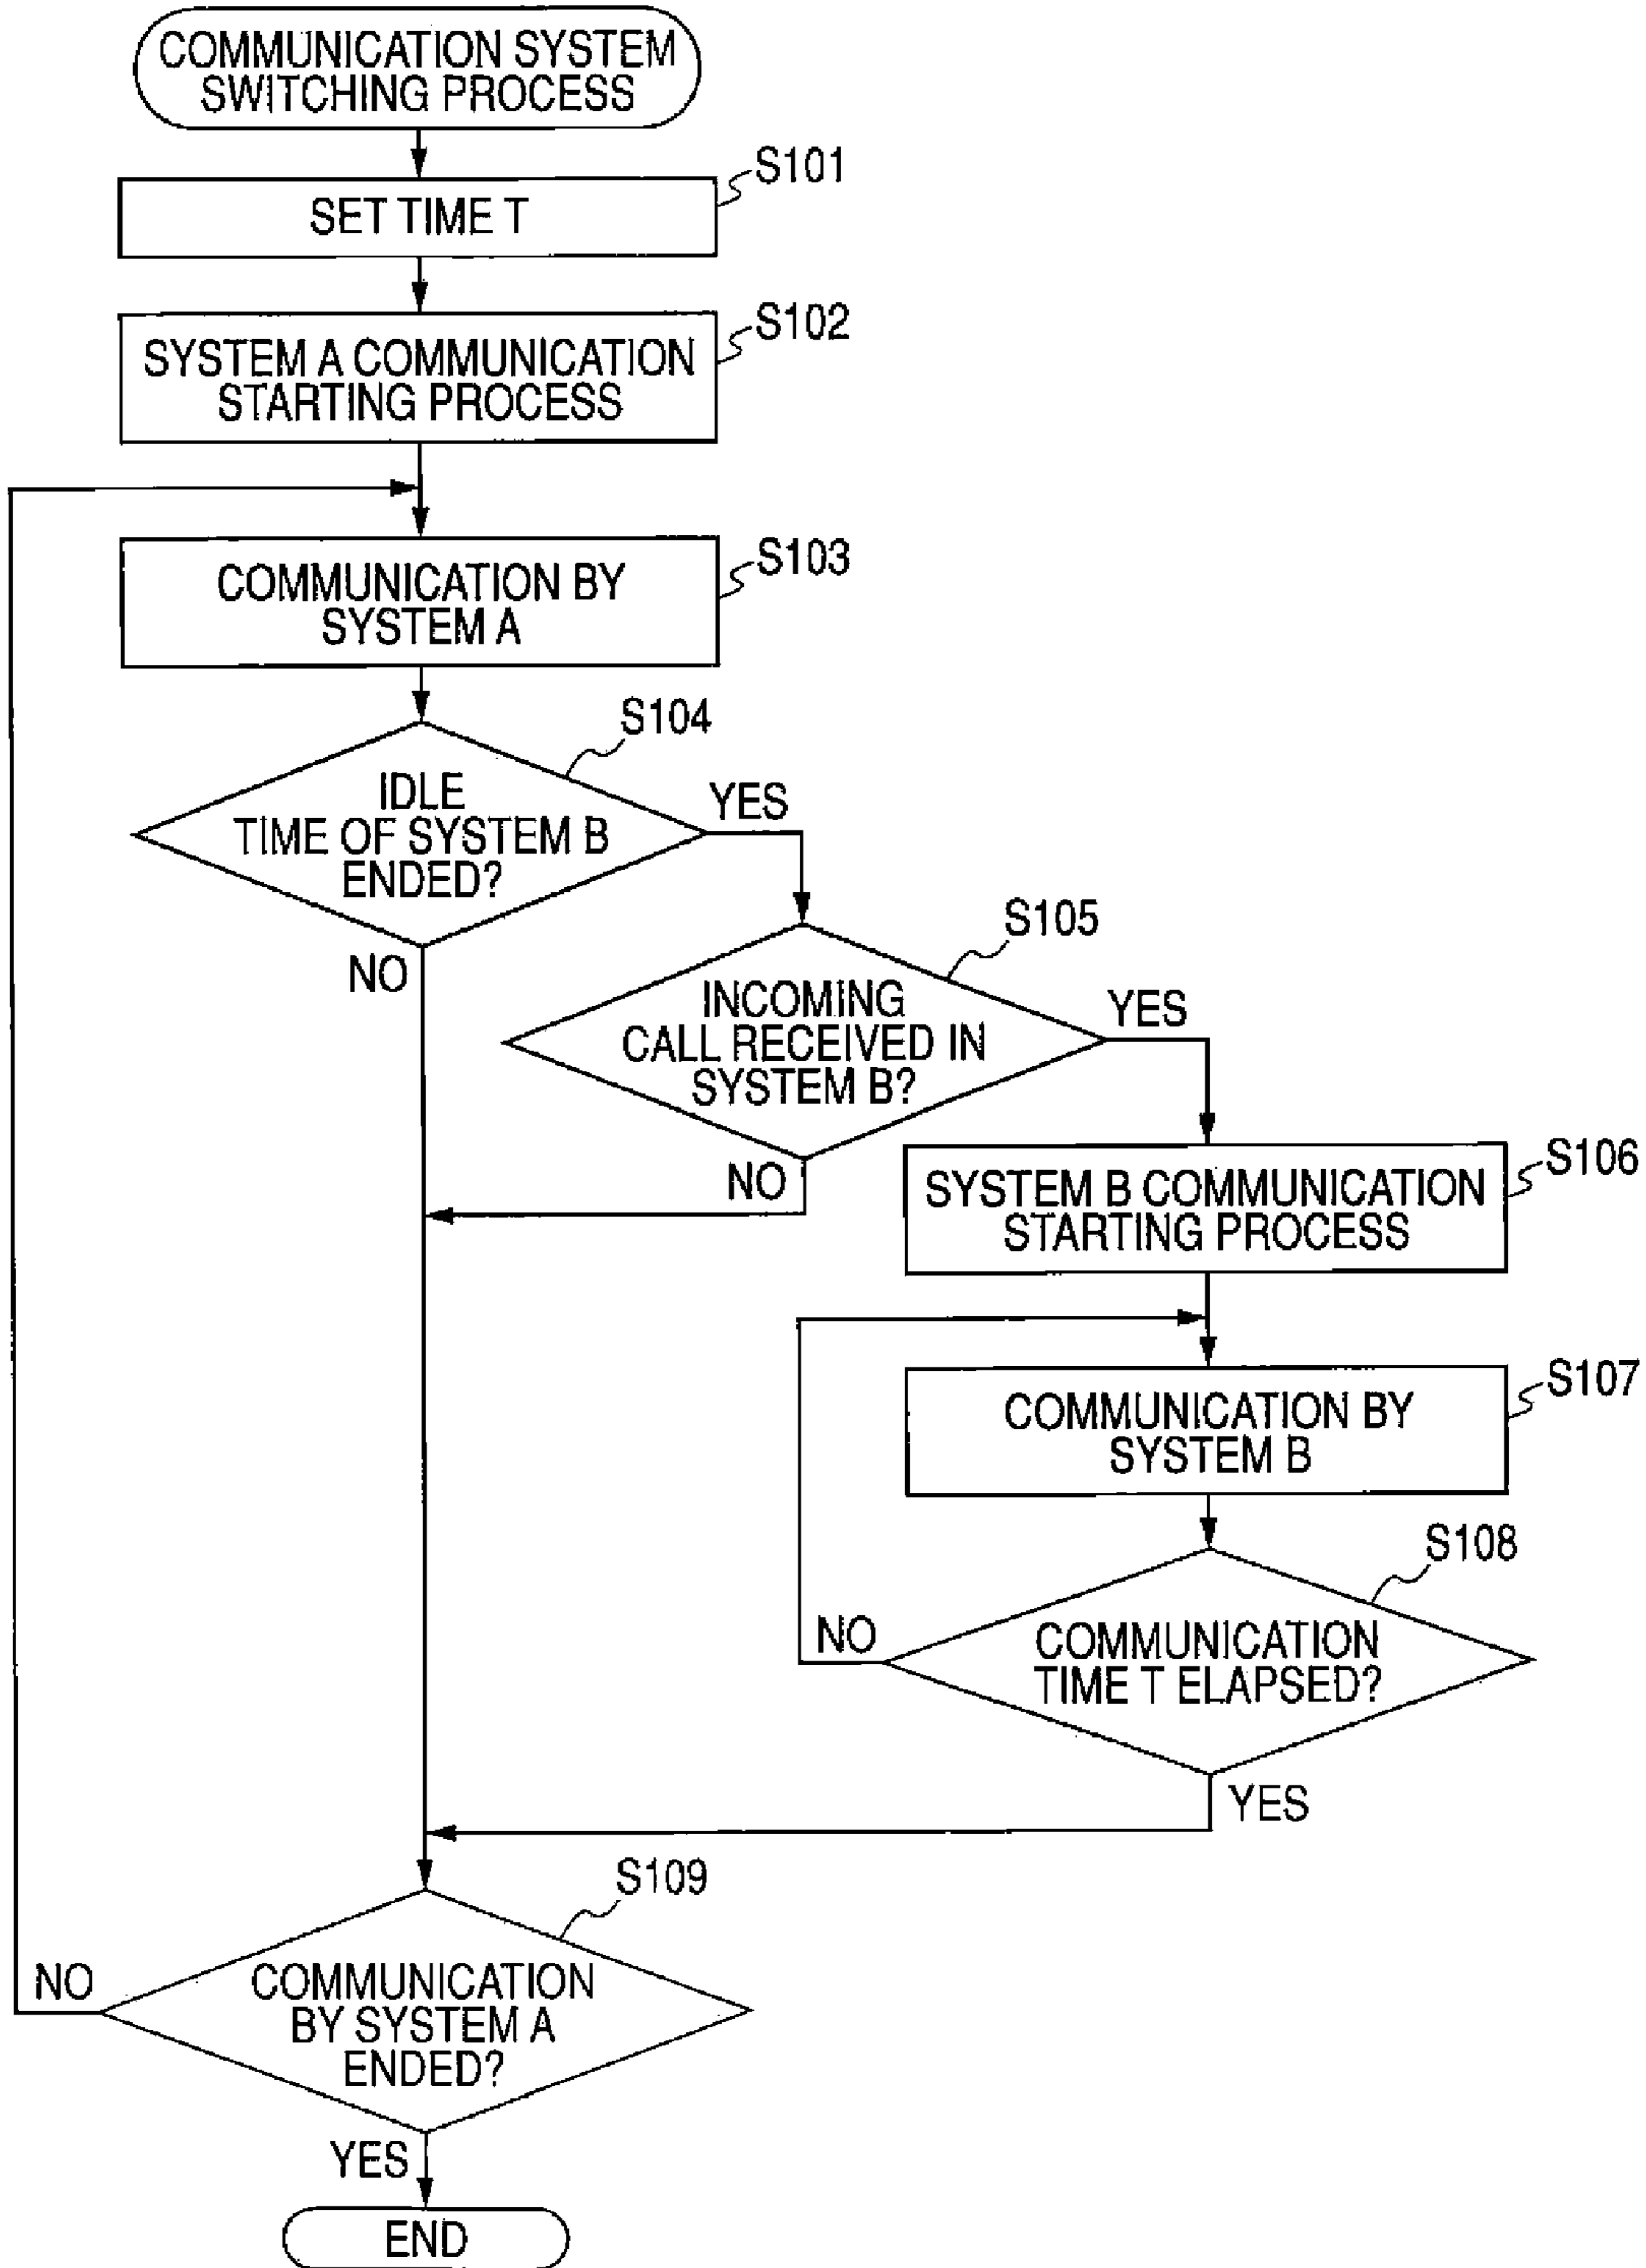 COMMUNICATION SYSTEM
SWITCHING PROCESS
S101
SET TIME T
S102
SYSTEM A COMMUNICATION
STARTING PROCESS
S103
COMMUNICATION BY
SYSTEM A
S104
IDLE
TIME OF SYSTEM B
ENDED?
YES
NO
S105
INCOMING
CALL RECEIVED IN
SYSTEM B?
YES
NO
S106
SYSTEM B COMMUNICATION
STARTING PROCESS
S107
COMMUNICATION BY
SYSTEM B
S108
COMMUNICATION
TIME T ELAPSED?
NO
YES
S109
COMMUNICATION
BY SYSTEM A
ENDED?
NO
YES
END